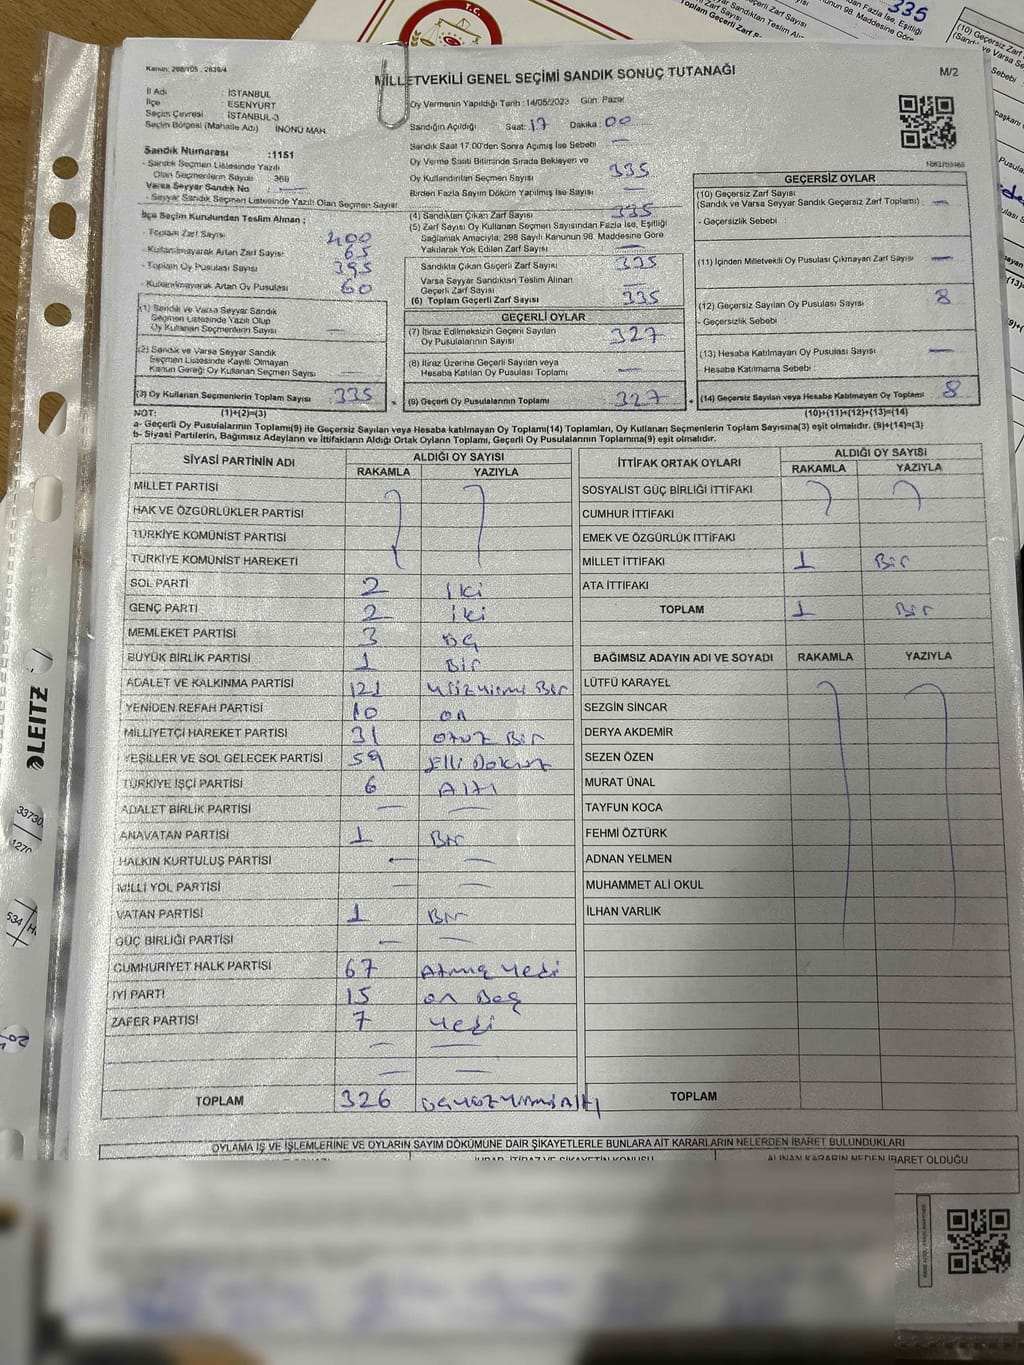 T.C.
335
Kanun: 298/105 , 2839/4
MİLLETVEKİLİ GENEL SEÇİMİ SANDIK SONUÇ TUTANAĞI
M/2
İl Adı : İSTANBUL
İlçe : ESENYURT
Seçim Çevresi : İSTANBUL-3
Seçim Bölgesi (Mahalle Adı) İNÖNÜ MAH.
Oy Vermenin Yapıldığı Tarih : 14/05/2023 Gün: Pazar
Sandığın Açıldığı Saat: 17 Dakika: 00
Sandık Numarası : 1151
- Sandık Seçmen Listesinde Yazılı
Olan Seçmenlerin Sayısı : 369
Varsa Seyyar Sandık No : —
- Seyyar Sandık Seçmen Listesinde Yazılı Olan Seçmen Sayısı
Sandık Saat 17.00'den Sonra Açımış İse Sebebi —
Oy Verme Saati Bitiminde Sırada Bekleyen ve
Oy Kullandırılan Seçmen Sayısı 335
Birden Fazla Sayım Döküm Yapılmış İse Sayısı —
İlçe Seçim Kurulundan Teslim Alınan ;
- Toplam Zarf Sayısı 400
- Kullanılmayarak Artan Zarf Sayısı 65
- Toplam Oy Pusulası Sayısı 395
- Kullanılmayarak Artan Oy Pusulası 60
(1) Sandık ve Varsa Seyyar Sandık
Seçmen Listesinde Yazılı Olup
Oy Kullanan Seçmenlerin Sayısı —
(2) Sandık ve Varsa Seyyar Sandık
Seçmen Listesinde Kayıtlı Olmayan
Kanun Gereği Oy Kullanan Seçmen Sayısı —
(3) Oy Kullanan Seçmenlerin Toplam Sayısı 335 =
(4) Sandıktan Çıkan Zarf Sayısı 335
(5) Zarf Sayısı Oy Kullanan Seçmen Sayısından Fazla İse, Eşitliği
Sağlamak Amacıyla; 298 Sayılı Kanunun 98. Maddesine Göre
Yakılarak Yok Edilen Zarf Sayısı —
Sandıkta Çıkan Geçerli Zarf Sayısı 335
Varsa Seyyar Sandıktan Teslim Alınan
Geçerli Zarf Sayısı —
(6) Toplam Geçerli Zarf Sayısı 335
GEÇERLİ OYLAR
(7) İtiraz Edilmeksizin Geçerli Sayılan
Oy Pusulalarının Sayısı 327
(8) İtiraz Üzerine Geçerli Sayılan veya
Hesaba Katılan Oy Pusulası Toplamı —
(9) Geçerli Oy Pusulalarının Toplamı 327 +
GEÇERSİZ OYLAR
(10) Geçersiz Zarf Sayısı
(Sandık ve Varsa Seyyar Sandık Geçersiz Zarf Toplamı) : —
- Geçersizlik Sebebi :
(11) İçinden Milletvekili Oy Pusulası Çıkmayan Zarf Sayısı —
(12) Geçersiz Sayılan Oy Pusulası Sayısı 8
- Geçersizlik Sebebi :
(13) Hesaba Katılmayan Oy Pusulası Sayısı —
- Hesaba Katılmama Sebebi :
(14) Geçersiz Sayılan veya Hesaba Katılmayan Oy Toplamı 8
NOT: (1)+(2)=(3) (10)+(11)+(12)+(13)=(14)
a- Geçerli Oy Pusulalarının Toplamı(9) ile Geçersiz Sayılan veya Hesaba katılmayan Oy Toplamı(14) Toplamları, Oy Kullanan Seçmenlerin Toplam Sayısına(3) eşit olmalıdır. (9)+(14)=(3)
b- Siyasi Partilerin, Bağımsız Adayların ve İttifakların Aldığı Ortak Oyların Toplamı, Geçerli Oy Pusulalarının Toplamına(9) eşit olmalıdır.
SİYASİ PARTİNİN ADI ALDIĞI OY SAYISI
RAKAMLA YAZIYLA
MİLLET PARTİSİ
HAK VE ÖZGÜRLÜKLER PARTİSİ
TÜRKİYE KOMÜNİST PARTİSİ
TÜRKİYE KOMÜNİST HAREKETİ
SOL PARTİ 2 iki
GENÇ PARTİ 2 iki
MEMLEKET PARTİSİ 3 üç
BÜYÜK BİRLİK PARTİSİ 1 Bir
ADALET VE KALKINMA PARTİSİ 121 Yüzyirmi Bir
YENİDEN REFAH PARTİSİ 10 on
MİLLİYETÇİ HAREKET PARTİSİ 31 otuz Bir
YEŞİLLER VE SOL GELECEK PARTİSİ 59 Elli Dokuz
TÜRKİYE İŞÇİ PARTİSİ 6 Altı
ADALET BİRLİK PARTİSİ — —
ANAVATAN PARTİSİ 1 Bir
HALKIN KURTULUŞ PARTİSİ — —
MİLLİ YOL PARTİSİ — —
VATAN PARTİSİ 1 Bir
GÜÇ BİRLİĞİ PARTİSİ — —
CUMHURİYET HALK PARTİSİ 67 Atmış Yedi
İYİ PARTİ 15 on Beş
ZAFER PARTİSİ 7 Yedi
— —
— —
TOPLAM 326 üçyüzyirmiAltı
İTTİFAK ORTAK OYLARI ALDIĞI OY SAYISI
RAKAMLA YAZIYLA
SOSYALİST GÜÇ BİRLİĞİ İTTİFAKI
CUMHUR İTTİFAKI
EMEK VE ÖZGÜRLÜK İTTİFAKI
MİLLET İTTİFAKI 1 Bir
ATA İTTİFAKI
TOPLAM 1 Bir
BAĞIMSIZ ADAYIN ADI VE SOYADI RAKAMLA YAZIYLA
LÜTFÜ KARAYEL
SEZGİN SİNCAR
DERYA AKDEMİR
SEZEN ÖZEN
MURAT ÜNAL
TAYFUN KOCA
FEHMİ ÖZTÜRK
ADNAN YELMEN
MUHAMMET ALİ OKUL
İLHAN VARLIK
TOPLAM
OYLAMA İŞ VE İŞLEMLERİNE VE OYLARIN SAYIM DÖKÜMÜNE DAİR ŞİKAYETLERLE BUNLARA AİT KARARLARIN NELERDEN İBARET BULUNDUKLARI
ALINAN KARARIN NEDEN İBARET OLDUĞU
LEITZ
33730
1270
534